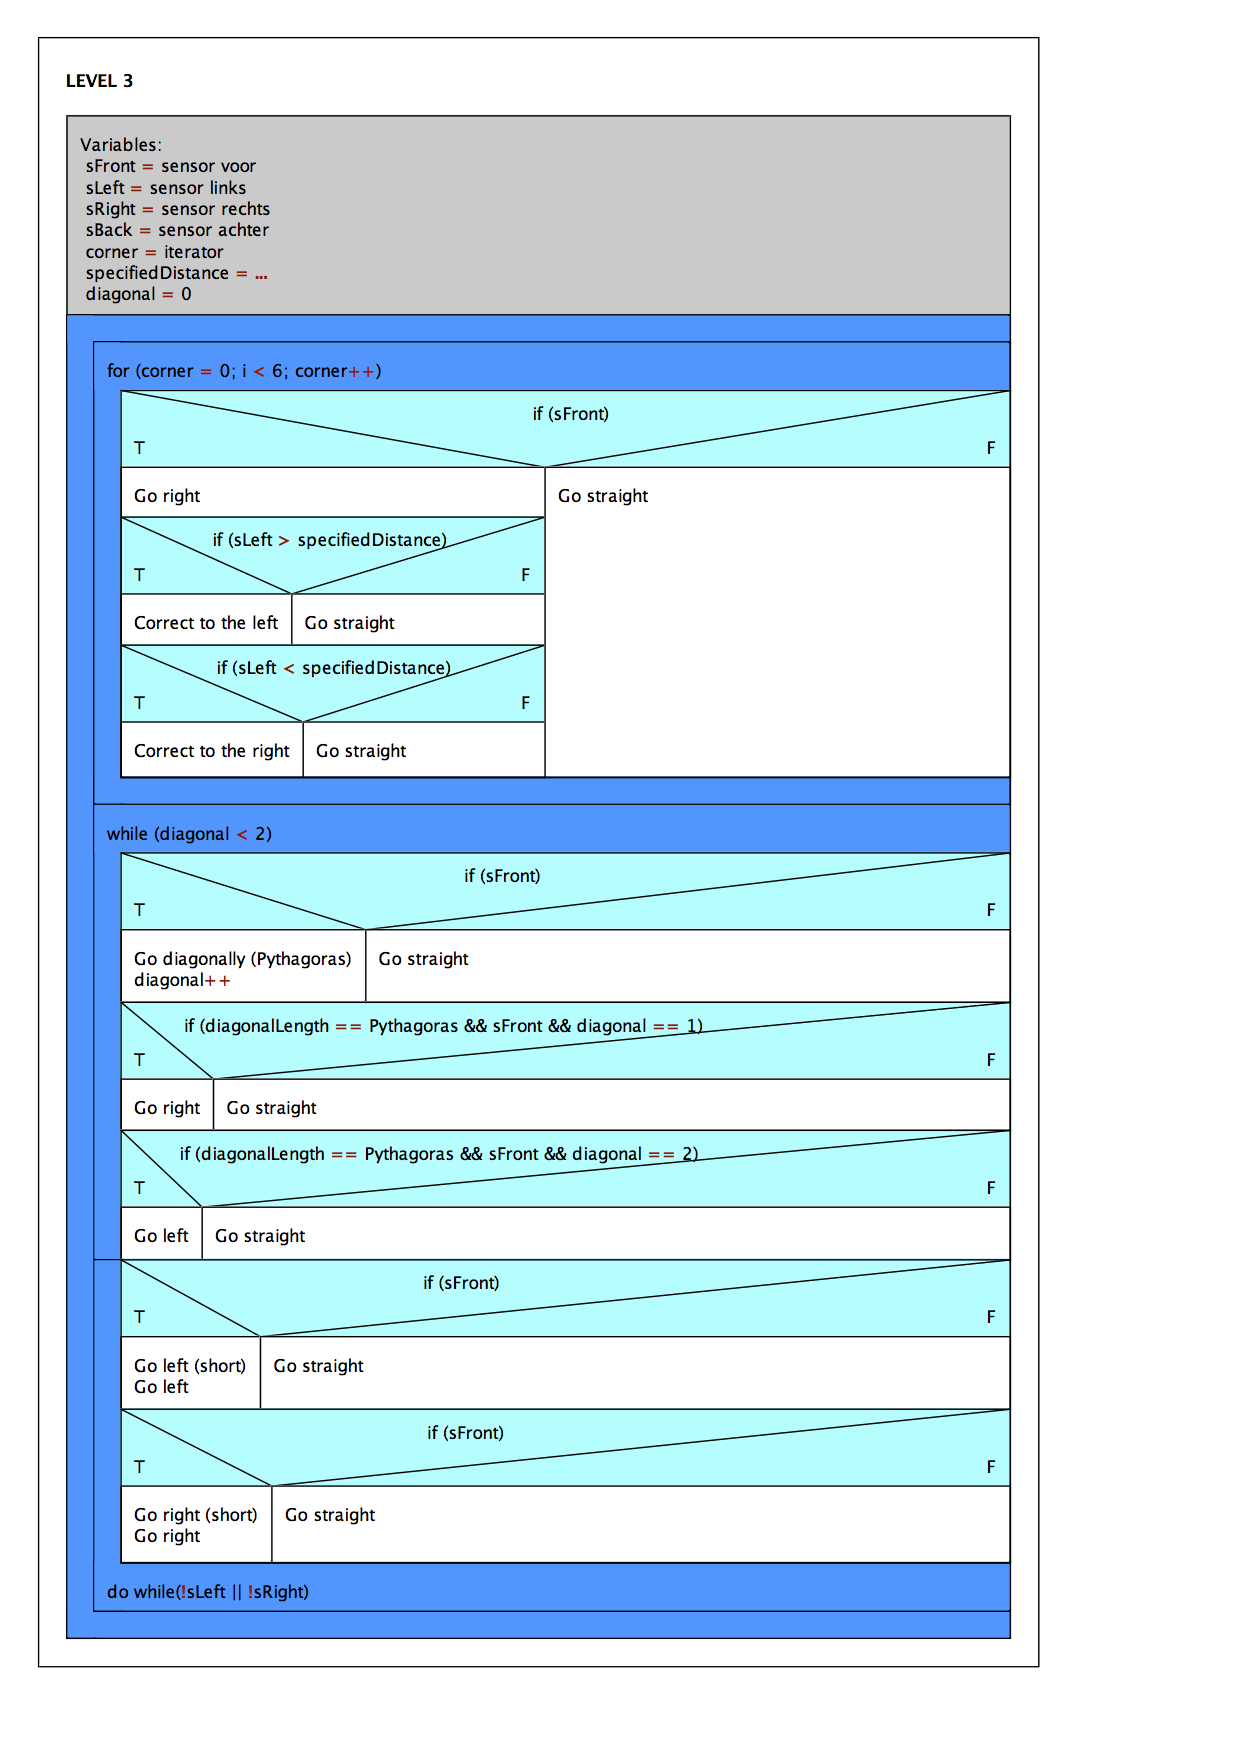 LEVEL 3
Variables:
sFront = sensor voor
sLeft = sensor links
sRight = sensor rechts
sBack = sensor achter
corner = iterator
specifiedDistance = ...
diagonal = 0
for (corner = 0; i < 6; corner++)
if (sFront)
T F
Go right Go straight
if (sLeft > specifiedDistance)
T F
Correct to the left Go straight
if (sLeft < specifiedDistance)
T F
Correct to the right Go straight
while (diagonal < 2)
if (sFront)
T F
Go diagonally (Pythagoras) Go straight
diagonal++
if (diagonalLength == Pythagoras && sFront && diagonal == 1)
T F
Go right Go straight
if (diagonalLength == Pythagoras && sFront && diagonal == 2)
T F
Go left Go straight
if (sFront)
T F
Go left (short) Go straight
Go left
if (sFront)
T F
Go right (short) Go straight
Go right
do while(!sLeft || !sRight)